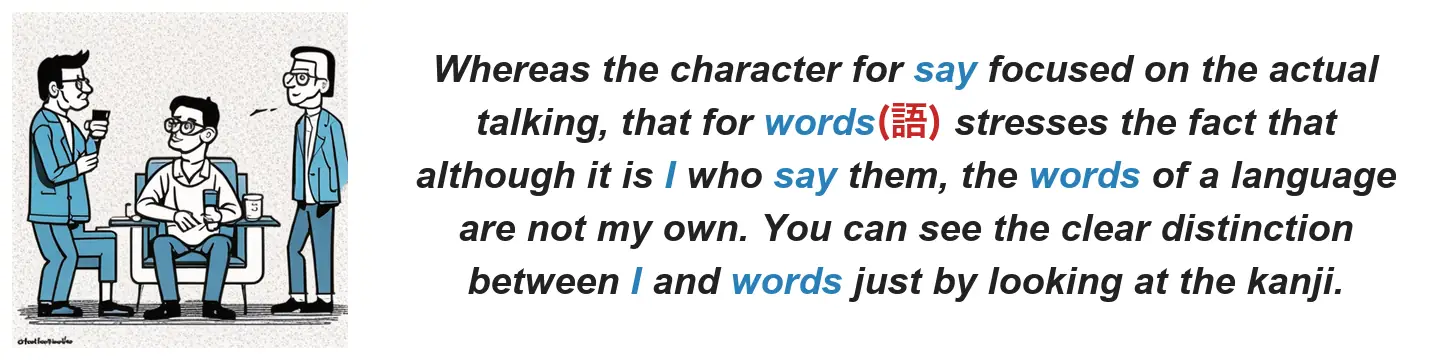 Whereas the character for say focused on the actual
talking, that for words(語) stresses the fact that
although it is I who say them, the words of a language
are not my own. You can see the clear distinction
between I and words just by looking at the kanji.